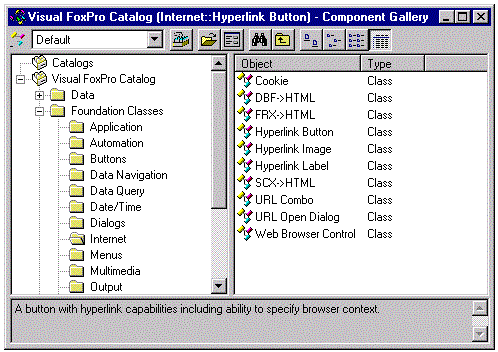 Visual FoxPro Catalog (Internet::Hyperlink Button) - Component Gallery
Default
Catalogs
Visual FoxPro Catalog
Data
Foundation Classes
Application
Automation
Buttons
Data Navigation
Data Query
Date/Time
Dialogs
Internet
Menus
Multimedia
Output
Object Type
Cookie Class
DBF->HTML Class
FRX->HTML Class
Hyperlink Button Class
Hyperlink Image Class
Hyperlink Label Class
SCX->HTML Class
URL Combo Class
URL Open Dialog Class
Web Browser Control Class
A button with hyperlink capabilities including ability to specify browser context.